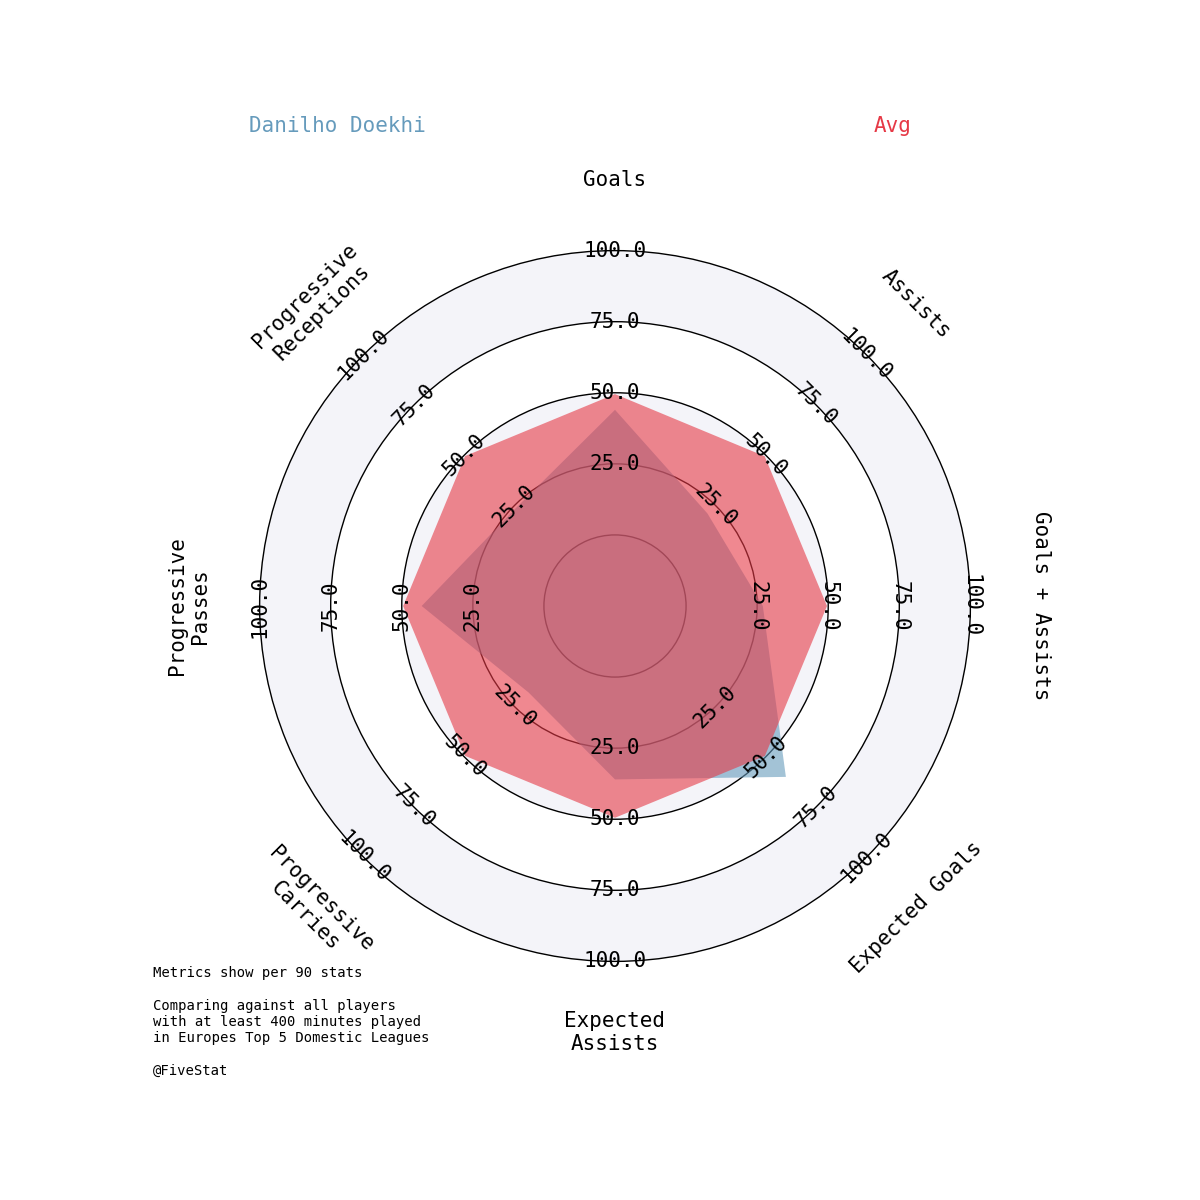 Danilho Doekhi
Avg
Goals
Assists
Goals + Assists
Expected Goals
Expected
Assists
Progressive
Carries
Progressive
Passes
Progressive
Receptions
100.0
75.0
50.0
25.0
100.0
75.0
50.0
25.0
100.0
75.0
50.0
25.0
100.0
75.0
50.0
25.0
100.0
75.0
50.0
25.0
100.0
75.0
50.0
25.0
100.0
75.0
50.0
25.0
100.0
75.0
50.0
25.0
Metrics show per 90 stats
Comparing against all players
with at least 400 minutes played
in Europes Top 5 Domestic Leagues
@FiveStat